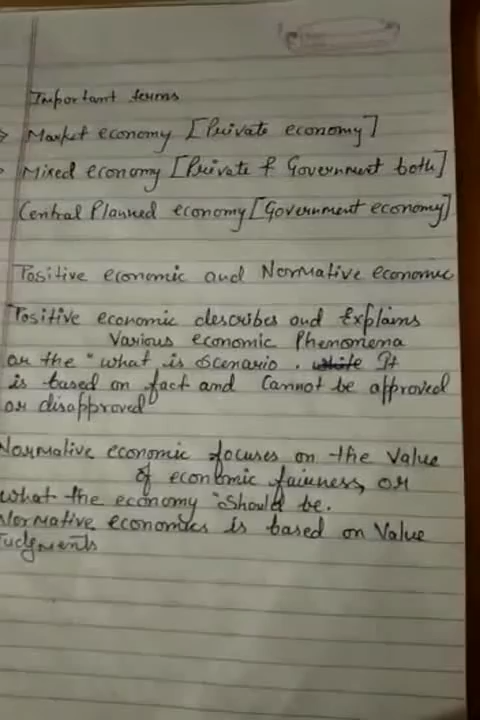 Important terms
Market economy [Private economy]
Mixed economy [Private & Government both]
Central Planned economy [Government economy]
Positive economic and Normative economic
Positive economic describes and Explains
Various economic Phenomena
or the "what is Scenario. while It
is based on fact and Cannot be approved
or disapproved
Normative economic focuses on the Value
of economic fairness, or
what the economy "Should be.
Normative economics is based on Value
Judgments